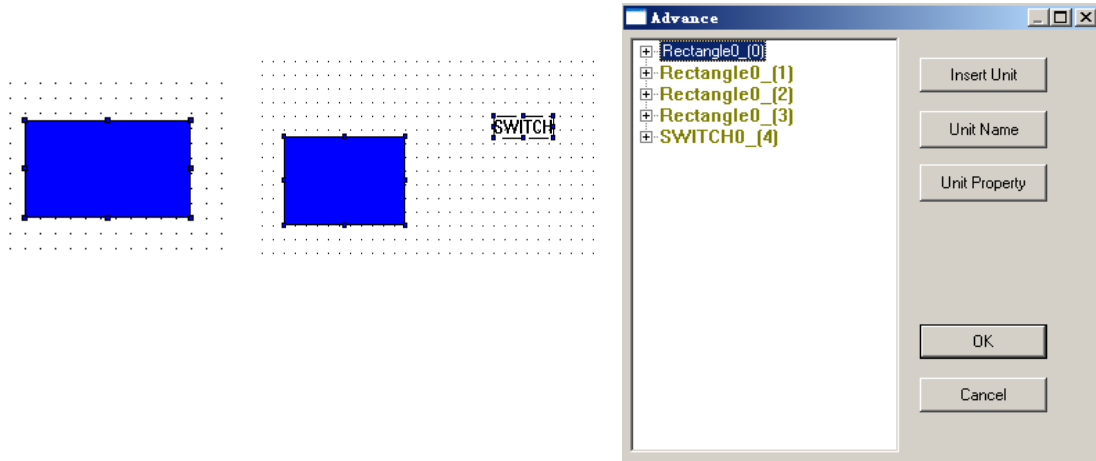 SWITCH
Advance
Rectangle0_(0)
Rectangle0_(1)
Rectangle0_(2)
Rectangle0_(3)
SWITCH0_(4)
Insert Unit
Unit Name
Unit Property
OK
Cancel